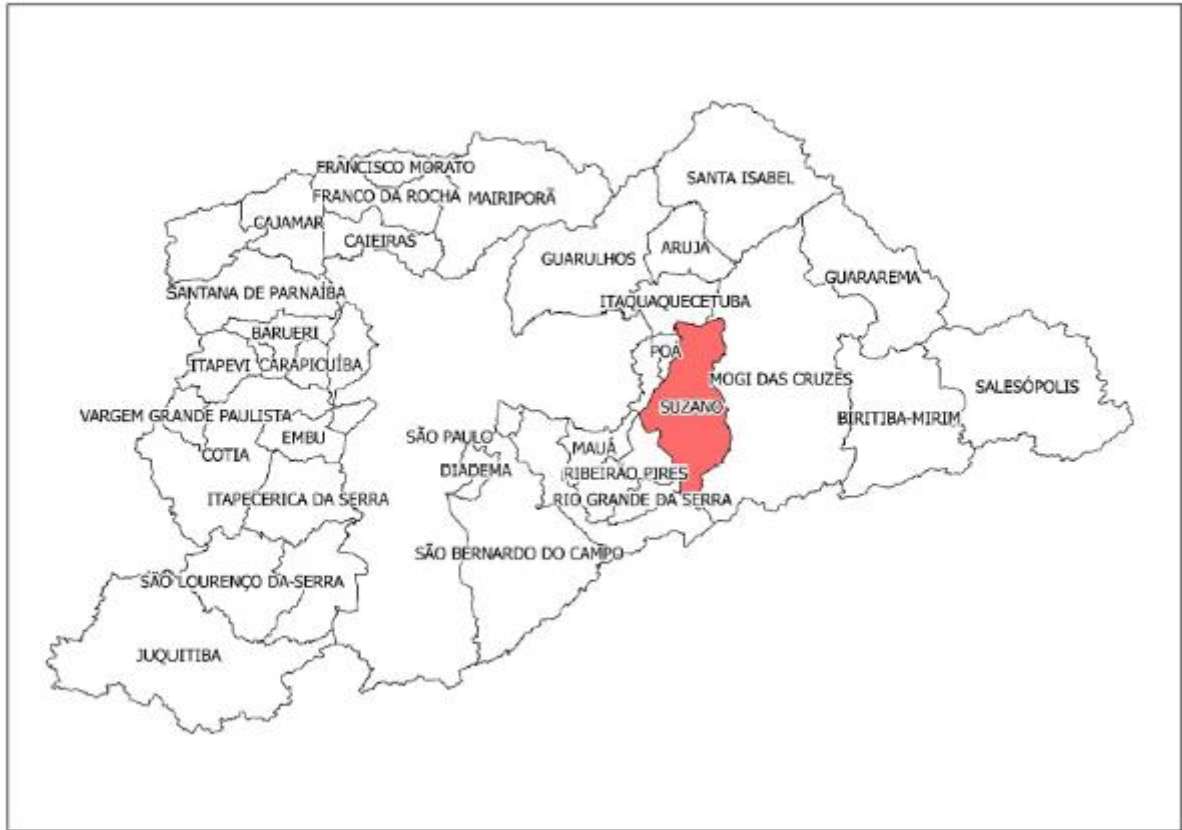 FRANCISCO MORATO
SANTA ISABEL
FRANCO DA ROCHA
MAIRIPORÃ
CAJAMAR
CAIEIRAS
ARUJÁ
GUARULHOS
GUARAREMA
SANTANA DE PARNAÍBA
ITAQUAQUECETUBA
BARUERI
POÁ
ITAPEVI
CARAPICUÍBA
MOGI DAS CRUZES
SALESÓPOLIS
SUZANO
VARGEM GRANDE PAULISTA
BIRITIBA-MIRIM
EMBU
SÃO PAULO
MAUÁ
COTIA
DIADEMA
RIBEIRÃO PIRES
ITAPECERICA DA SERRA
RIO GRANDE DA SERRA
SÃO BERNARDO DO CAMPO
SÃO LOURENÇO DA SERRA
JUQUITIBA